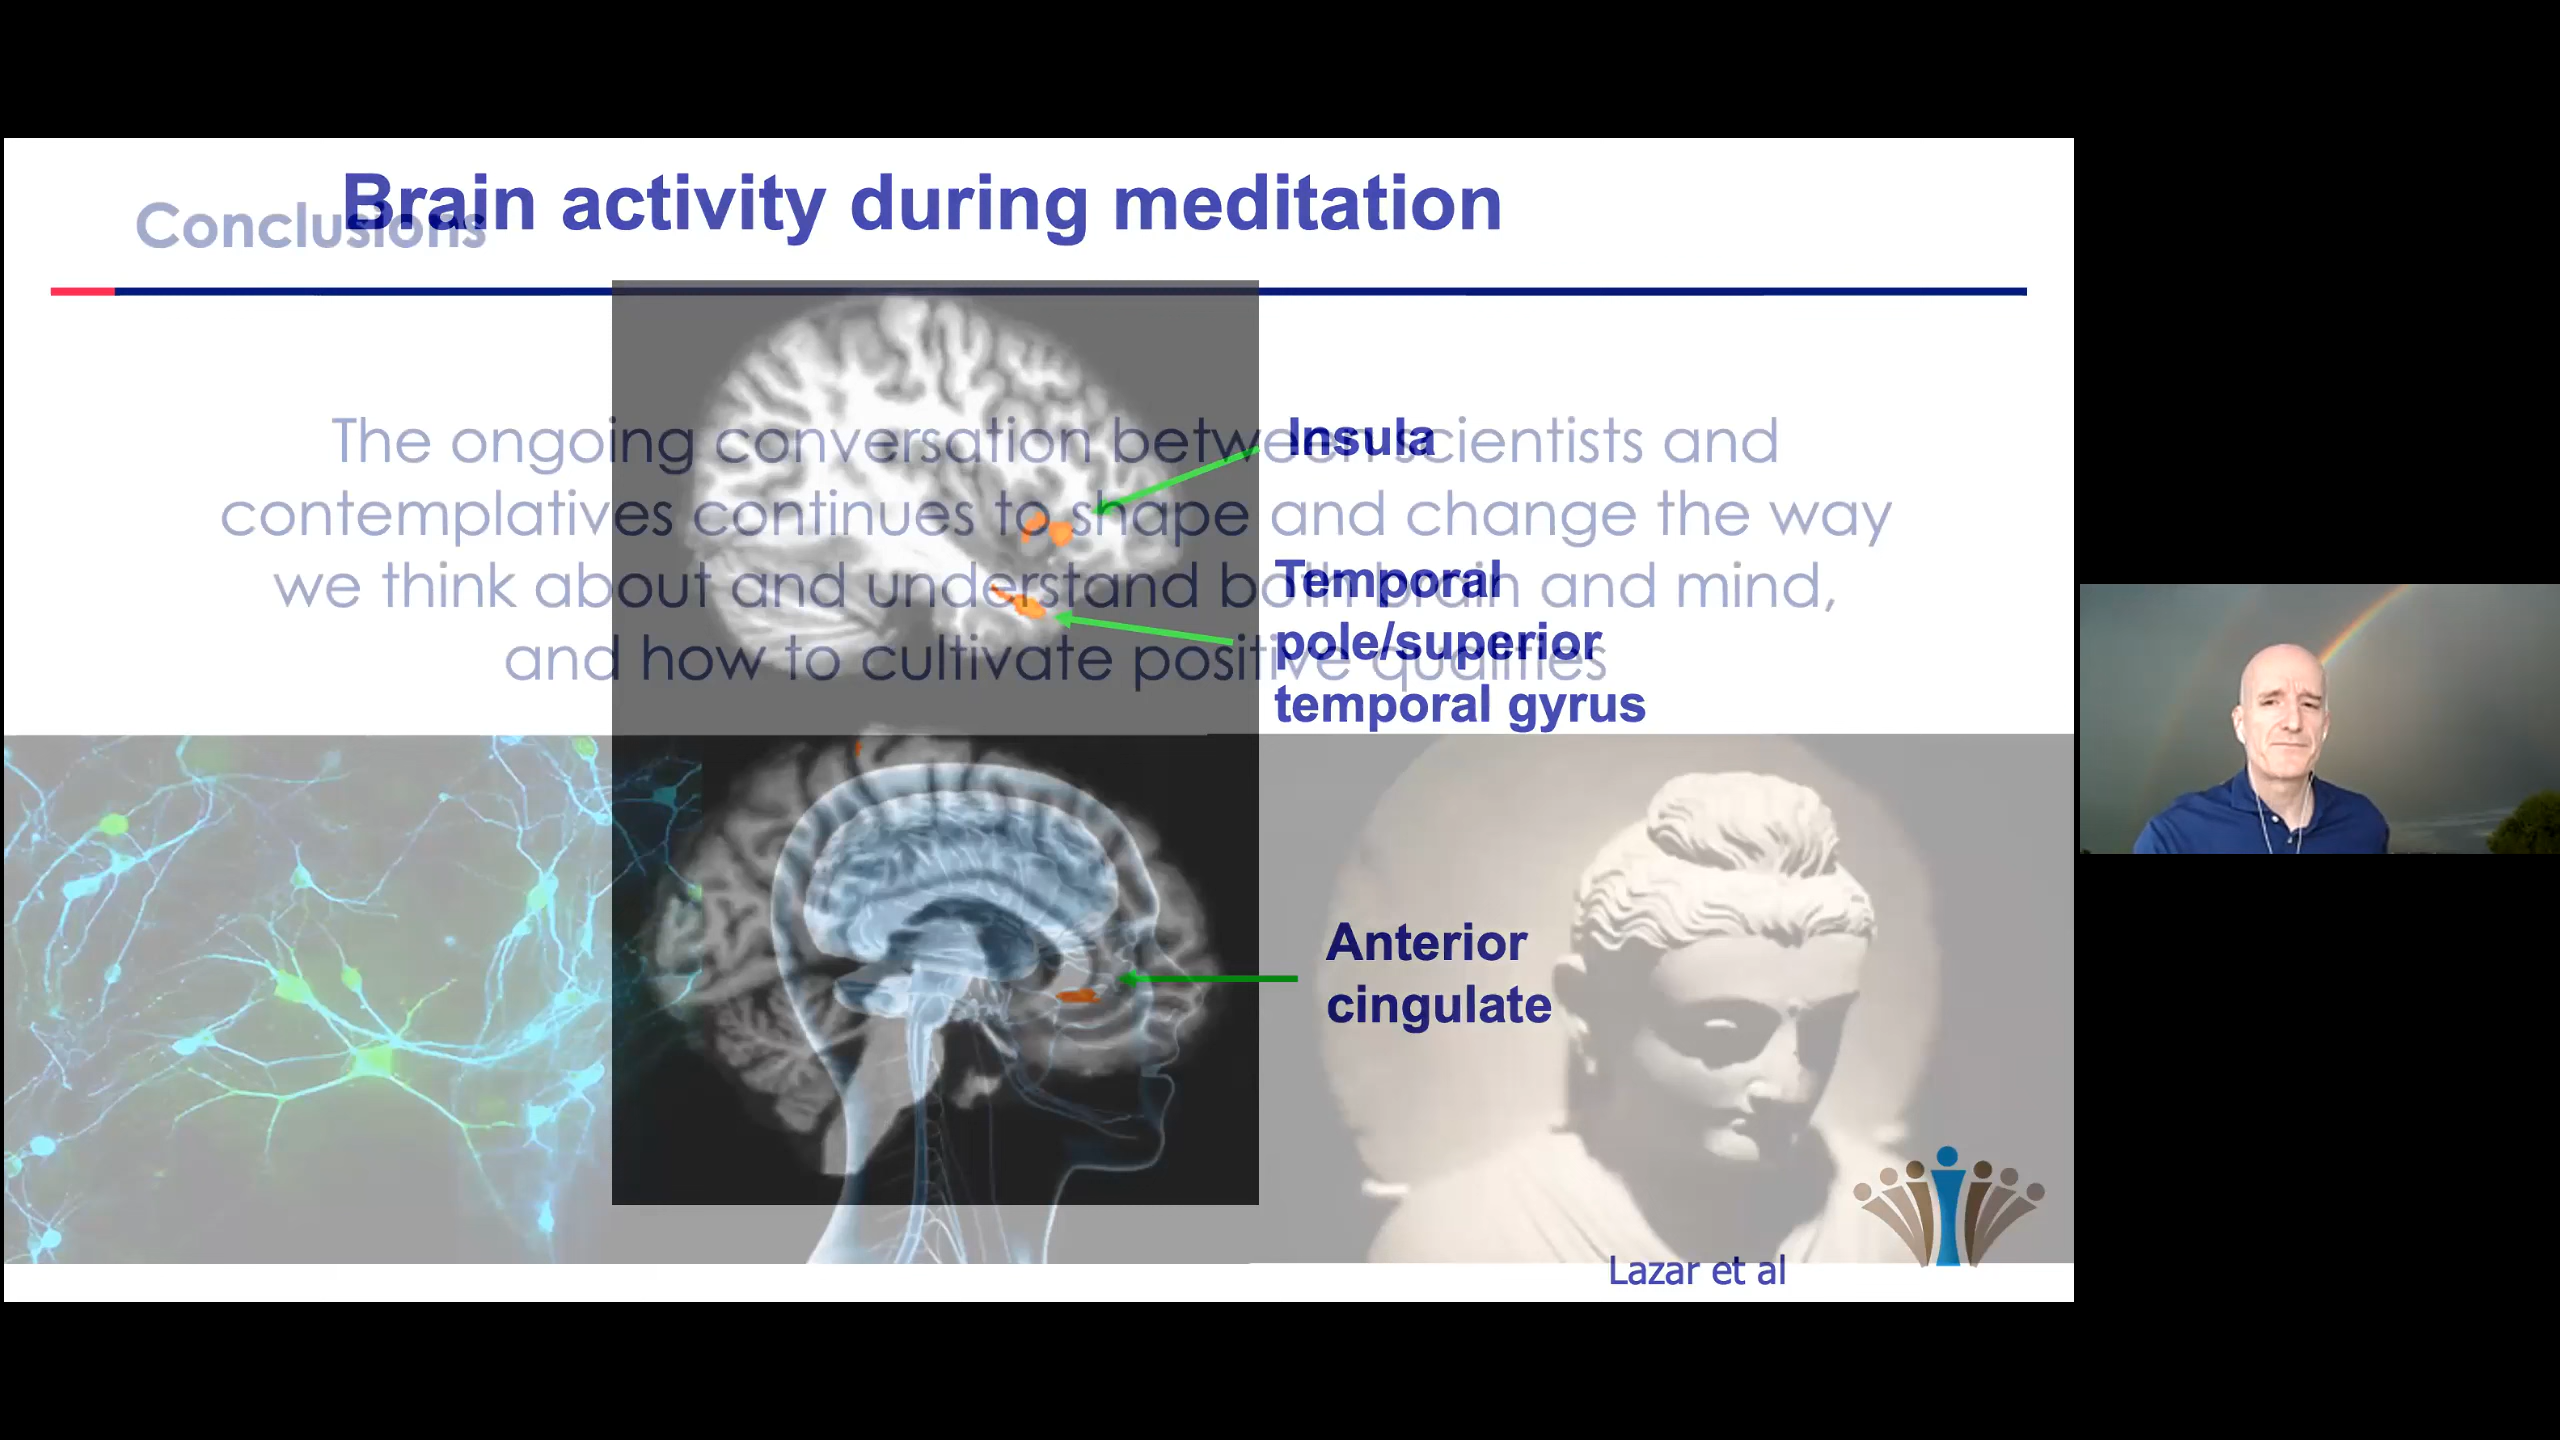 Brain activity during meditation
Conclusions
The ongoing conversation between scientists and
contemplatives continues to shape and change the way
we think about and understand both brain and mind,
and how to cultivate positive qualities
Insula
Temporal
pole/superior
temporal gyrus
Anterior
cingulate
Lazar et al